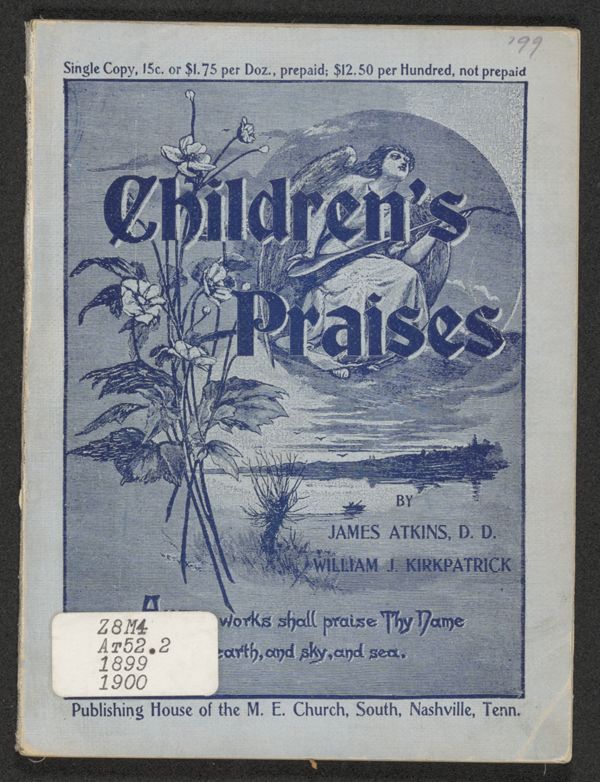 '99
Single Copy, 15c. or $1.75 per Doz., prepaid; $12.50 per Hundred, not prepaid
Children's
Praises
BY
JAMES ATKINS, D. D.
WILLIAM J. KIRKPATRICK
works shall praise Thy Name
earth, and sky, and sea.
Z8M4
AT52.2
1899
1900
Publishing House of the M. E. Church, South, Nashville, Tenn.